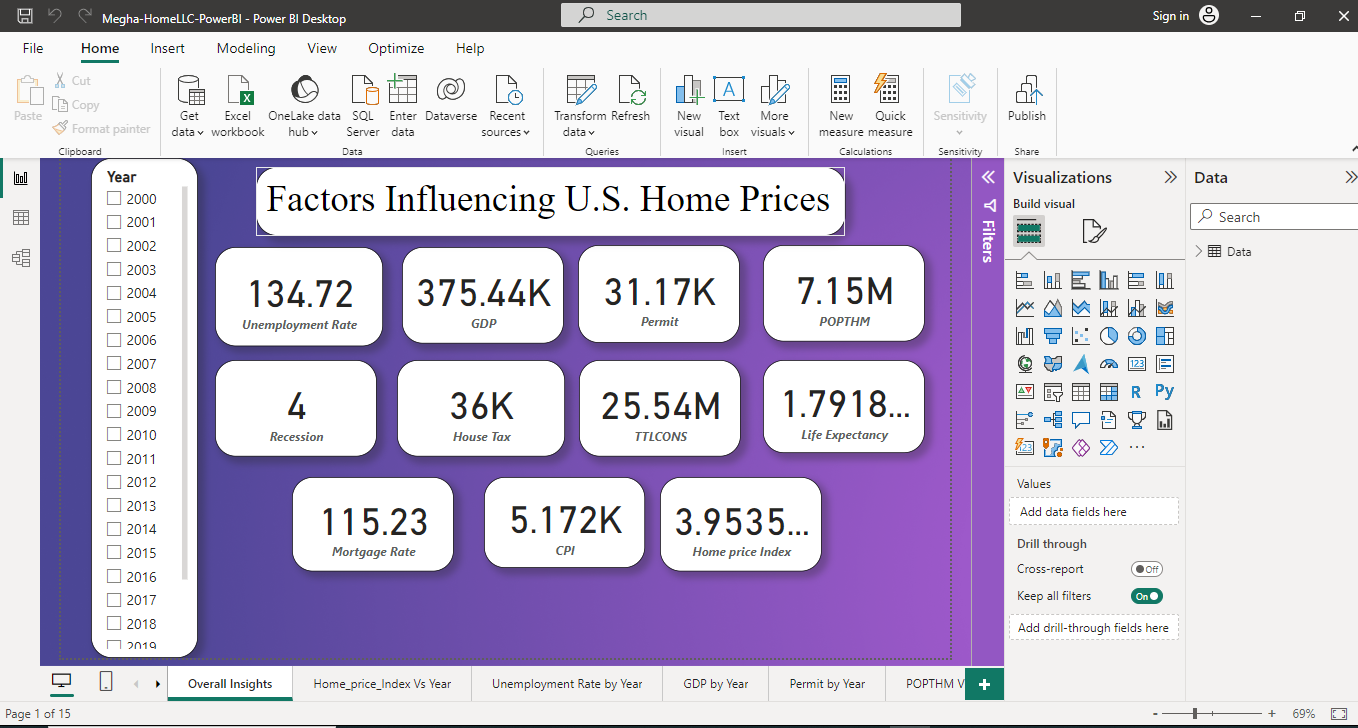 Megha-HomeLLC-PowerBI - Power BI Desktop
Search
Sign in
File Home Insert Modeling View Optimize Help
Paste
Cut
Copy
Format painter
Clipboard
Get data
Excel workbook
OneLake data hub
SQL Server
Enter data
Dataverse
Recent sources
Data
Transform data
Refresh
Queries
New visual
Text box
More visuals
Insert
New measure
Quick measure
Calculations
Sensitivity
Sensitivity
Publish
Share
Year
2000
2001
2002
2003
2004
2005
2006
2007
2008
2009
2010
2011
2012
2013
2014
2015
2016
2017
2018
2019
Factors Influencing U.S. Home Prices
134.72
Unemployment Rate
375.44K
GDP
31.17K
Permit
7.15M
POPTHM
4
Recession
36K
House Tax
25.54M
TTLCONS
1.7918...
Life Expectancy
115.23
Mortgage Rate
5.172K
CPI
3.9535...
Home price Index
Filters
Visualizations
Build visual
123
R
Py
123
Values
Add data fields here
Drill through
Cross-report
Off
Keep all filters
On
Add drill-through fields here
Data
Search
Data
Overall Insights
Home_price_Index Vs Year
Unemployment Rate by Year
GDP by Year
Permit by Year
POPTHM V
Page 1 of 15
69%